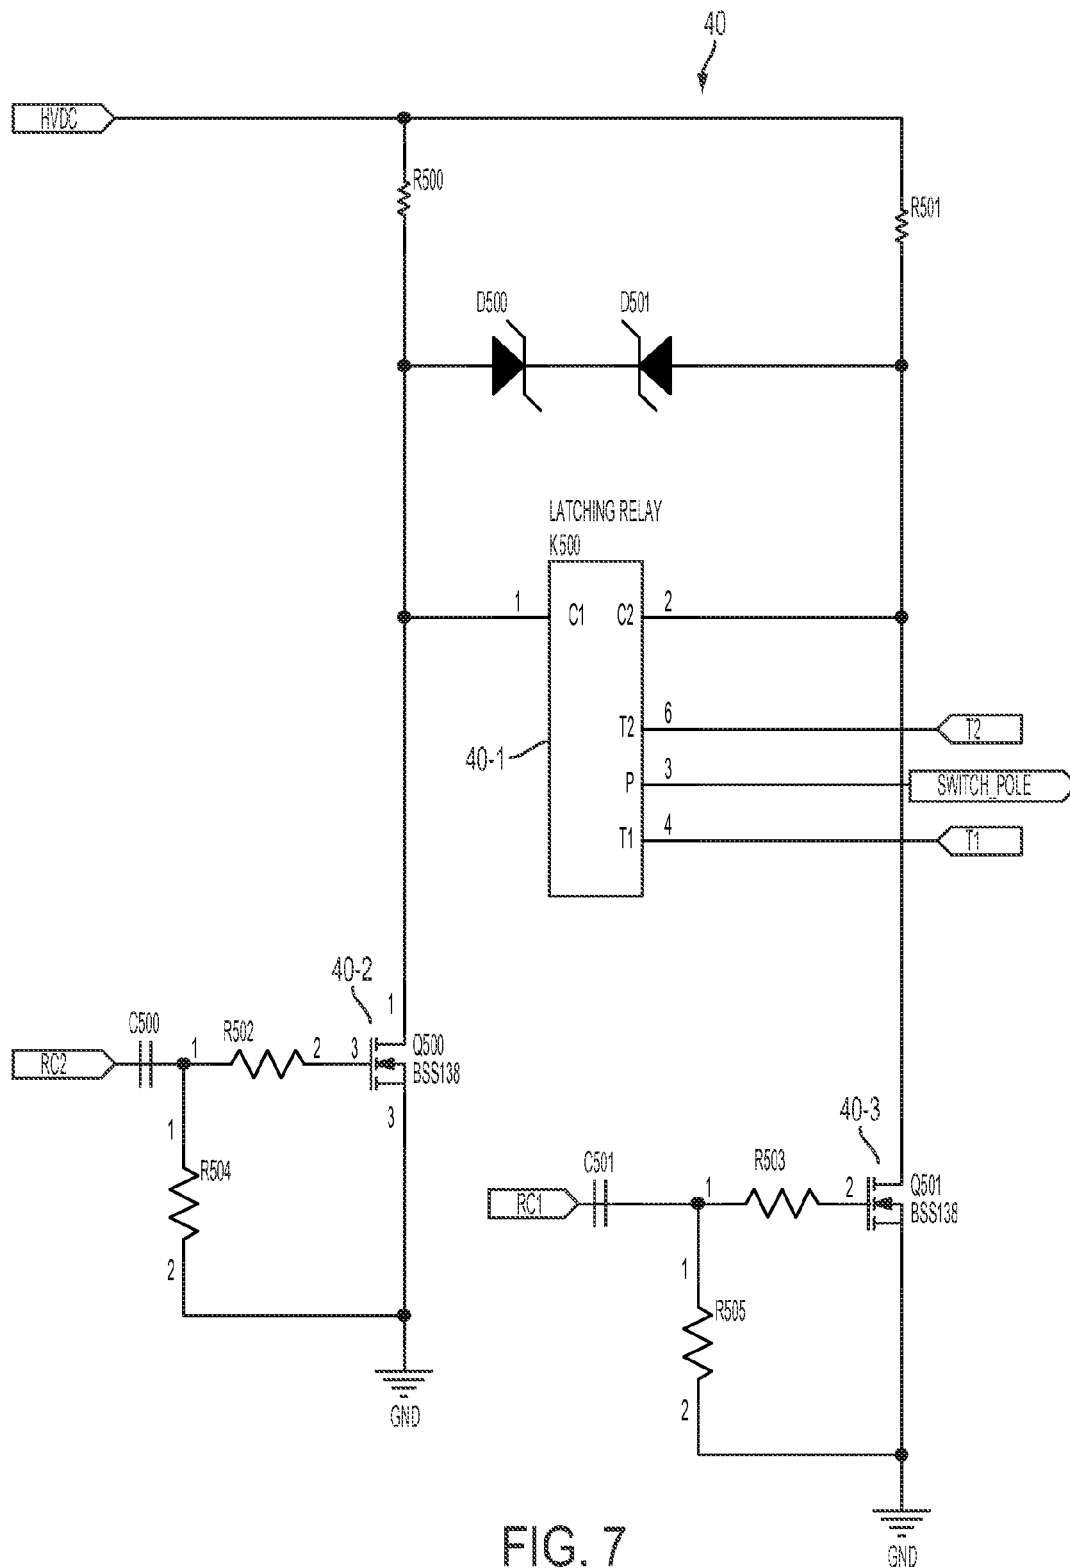 40
HVDC
R500
R501
D500
D501
LATCHING RELAY
K500
1
C1
C2
2
T2
6
T2
40-1
P
3
SWITCH_POLE
T1
4
T1
40-2
1
C500
R502
Q500
BSS138
RC2
1
2
3
3
1
R504
2
GND
40-3
C501
R503
Q501
BSS138
RC1
1
2
1
R505
2
GND
FIG. 7